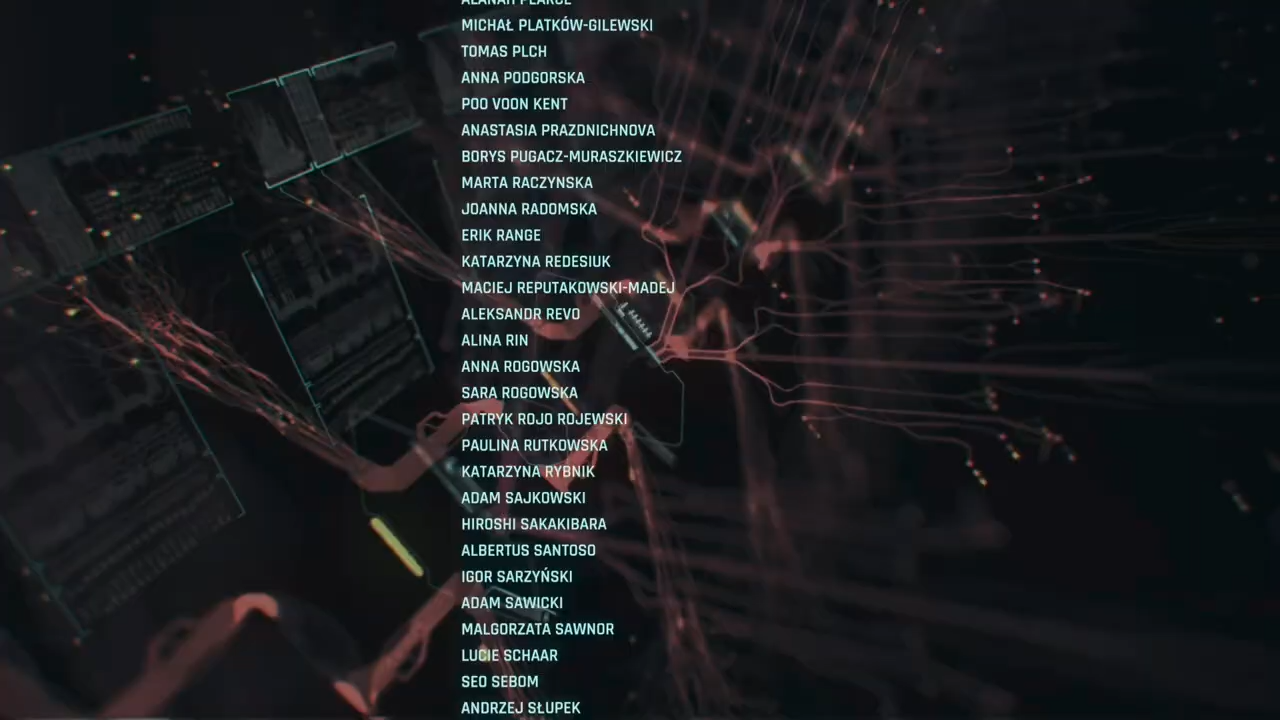 ALANAH PEARCE
MICHAŁ PLATKÓW-GILEWSKI
TOMAS PLCH
ANNA PODGORSKA
POO VOON KENT
ANASTASIA PRAZDNICHNOVA
BORYS PUGACZ-MURASZKIEWICZ
MARTA RACZYNSKA
JOANNA RADOMSKA
ERIK RANGE
KATARZYNA REDESIUK
MACIEJ REPUTAKOWSKI-MADEJ
ALEKSANDR REVO
ALINA RIN
ANNA ROGOWSKA
SARA ROGOWSKA
PATRYK ROJO ROJEWSKI
PAULINA RUTKOWSKA
KATARZYNA RYBNIK
ADAM SAJKOWSKI
HIROSHI SAKAKIBARA
ALBERTUS SANTOSO
IGOR SARZYŃSKI
ADAM SAWICKI
MALGORZATA SAWNOR
LUCIE SCHAAR
SEO SEBOM
ANDRZEJ SŁUPEK